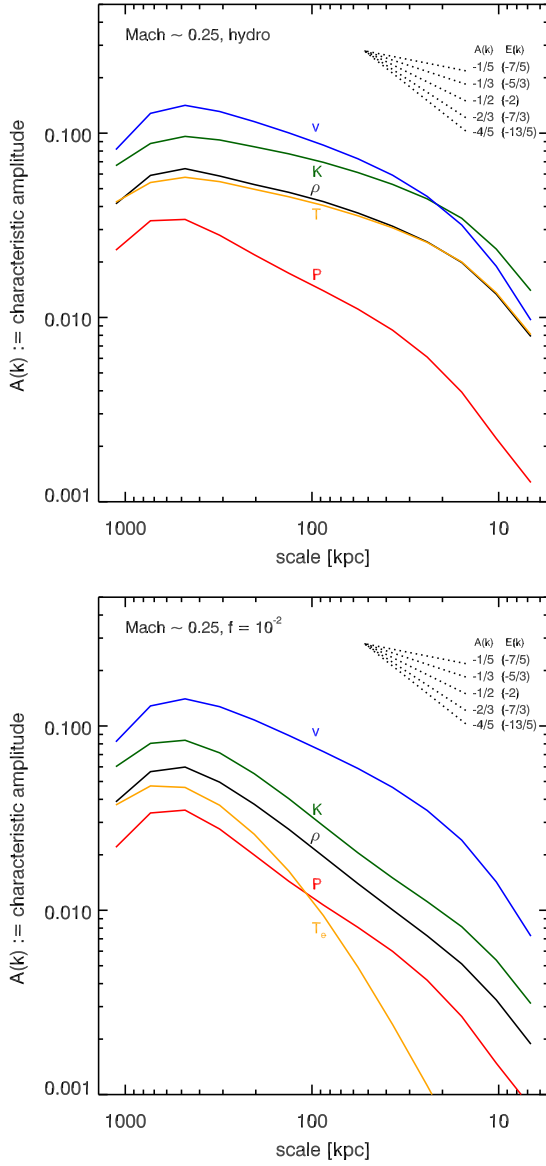 Mach ~ 0.25, hydro
A(k) E(k)
-1/5 (-7/5)
-1/3 (-5/3)
-1/2 (-2)
-2/3 (-7/3)
-4/5 (-13/5)
v
K
ρ
T
P
0.100
0.010
0.001
A(k) := characteristic amplitude
1000 100 10
scale [kpc]
Mach ~ 0.25, f = 10⁻²
A(k) E(k)
-1/5 (-7/5)
-1/3 (-5/3)
-1/2 (-2)
-2/3 (-7/3)
-4/5 (-13/5)
v
K
ρ
P
Tₑ
0.100
0.010
0.001
A(k) := characteristic amplitude
1000 100 10
scale [kpc]